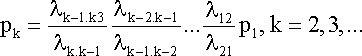 pₖ = (λₖ₋₁.ₖ₃ / λₖ.ₖ₋₁) (λₖ₋₂.ₖ₋₁ / λₖ₋₁.ₖ₋₂) ... (λ₁₂ / λ₂₁) p₁, k = 2, 3, ...